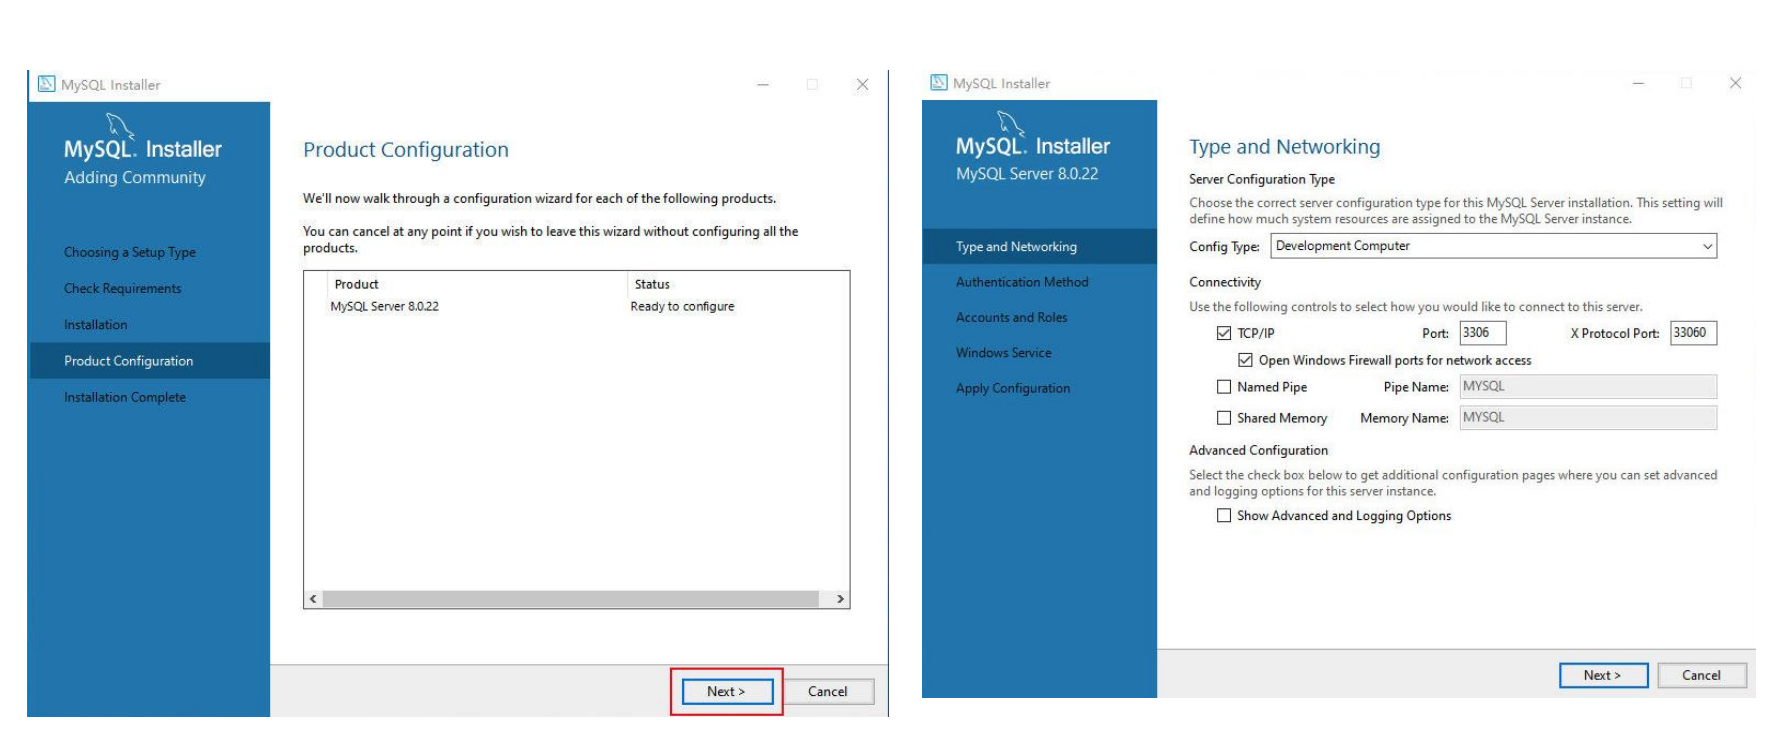 MySQL Installer
MySQL. Installer
Adding Community
Choosing a Setup Type
Check Requirements
Installation
Product Configuration
Installation Complete
Product Configuration
We'll now walk through a configuration wizard for each of the following products.
You can cancel at any point if you wish to leave this wizard without configuring all the
products.
Product Status
MySQL Server 8.0.22 Ready to configure
Next > Cancel
MySQL Installer
MySQL. Installer
MySQL Server 8.0.22
Type and Networking
Authentication Method
Accounts and Roles
Windows Service
Apply Configuration
Type and Networking
Server Configuration Type
Choose the correct server configuration type for this MySQL Server installation. This setting will
define how much system resources are assigned to the MySQL Server instance.
Config Type: Development Computer
Connectivity
Use the following controls to select how you would like to connect to this server.
TCP/IP Port: 3306 X Protocol Port: 33060
Open Windows Firewall ports for network access
Named Pipe Pipe Name: MYSQL
Shared Memory Memory Name: MYSQL
Advanced Configuration
Select the check box below to get additional configuration pages where you can set advanced
and logging options for this server instance.
Show Advanced and Logging Options
Next > Cancel